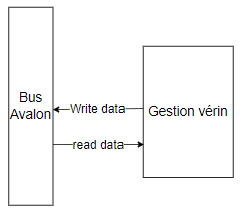 Bus
Avalon
Write data
Gestion vérin
read data